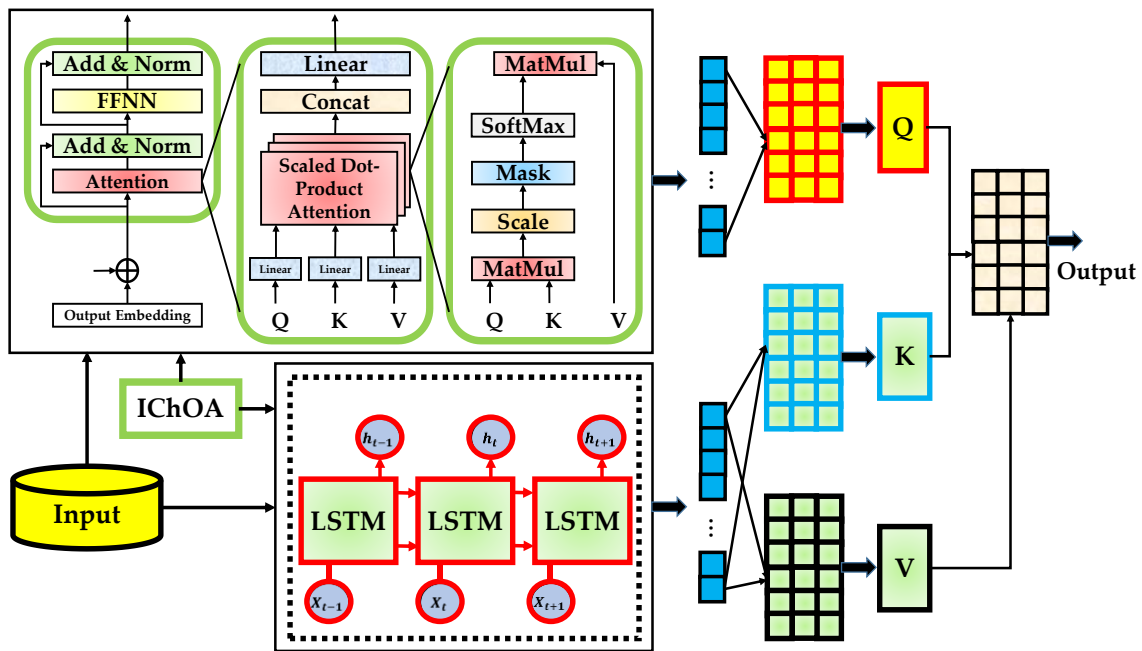 Add & Norm
FFNN
Add & Norm
Attention
Output Embedding
Linear
Concat
Scaled Dot-
Product
Attention
Linear
Linear
Linear
Q
K
V
MatMul
SoftMax
Mask
Scale
MatMul
Q
K
V
...
Q
Output
IChOA
Input
h_{t-1}
h_t
h_{t+1}
LSTM
LSTM
LSTM
X_{t-1}
X_t
X_{t+1}
...
K
V